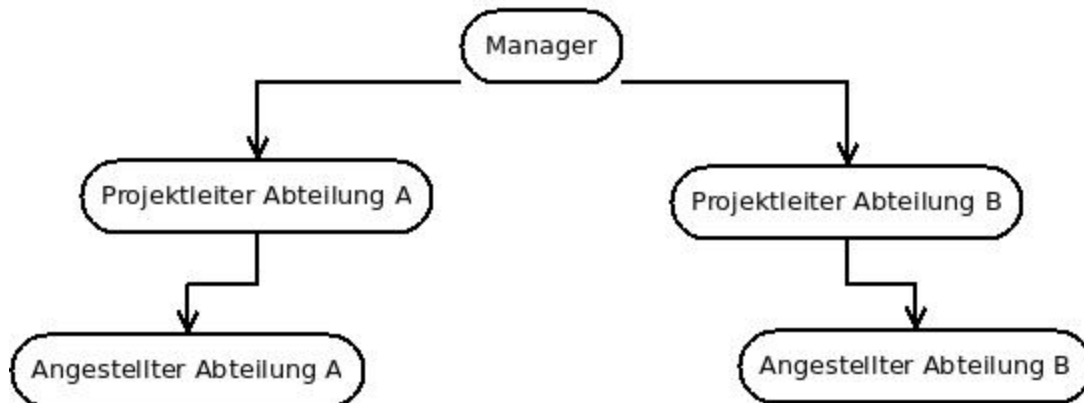 Manager
Projektleiter Abteilung A
Projektleiter Abteilung B
Angestellter Abteilung A
Angestellter Abteilung B